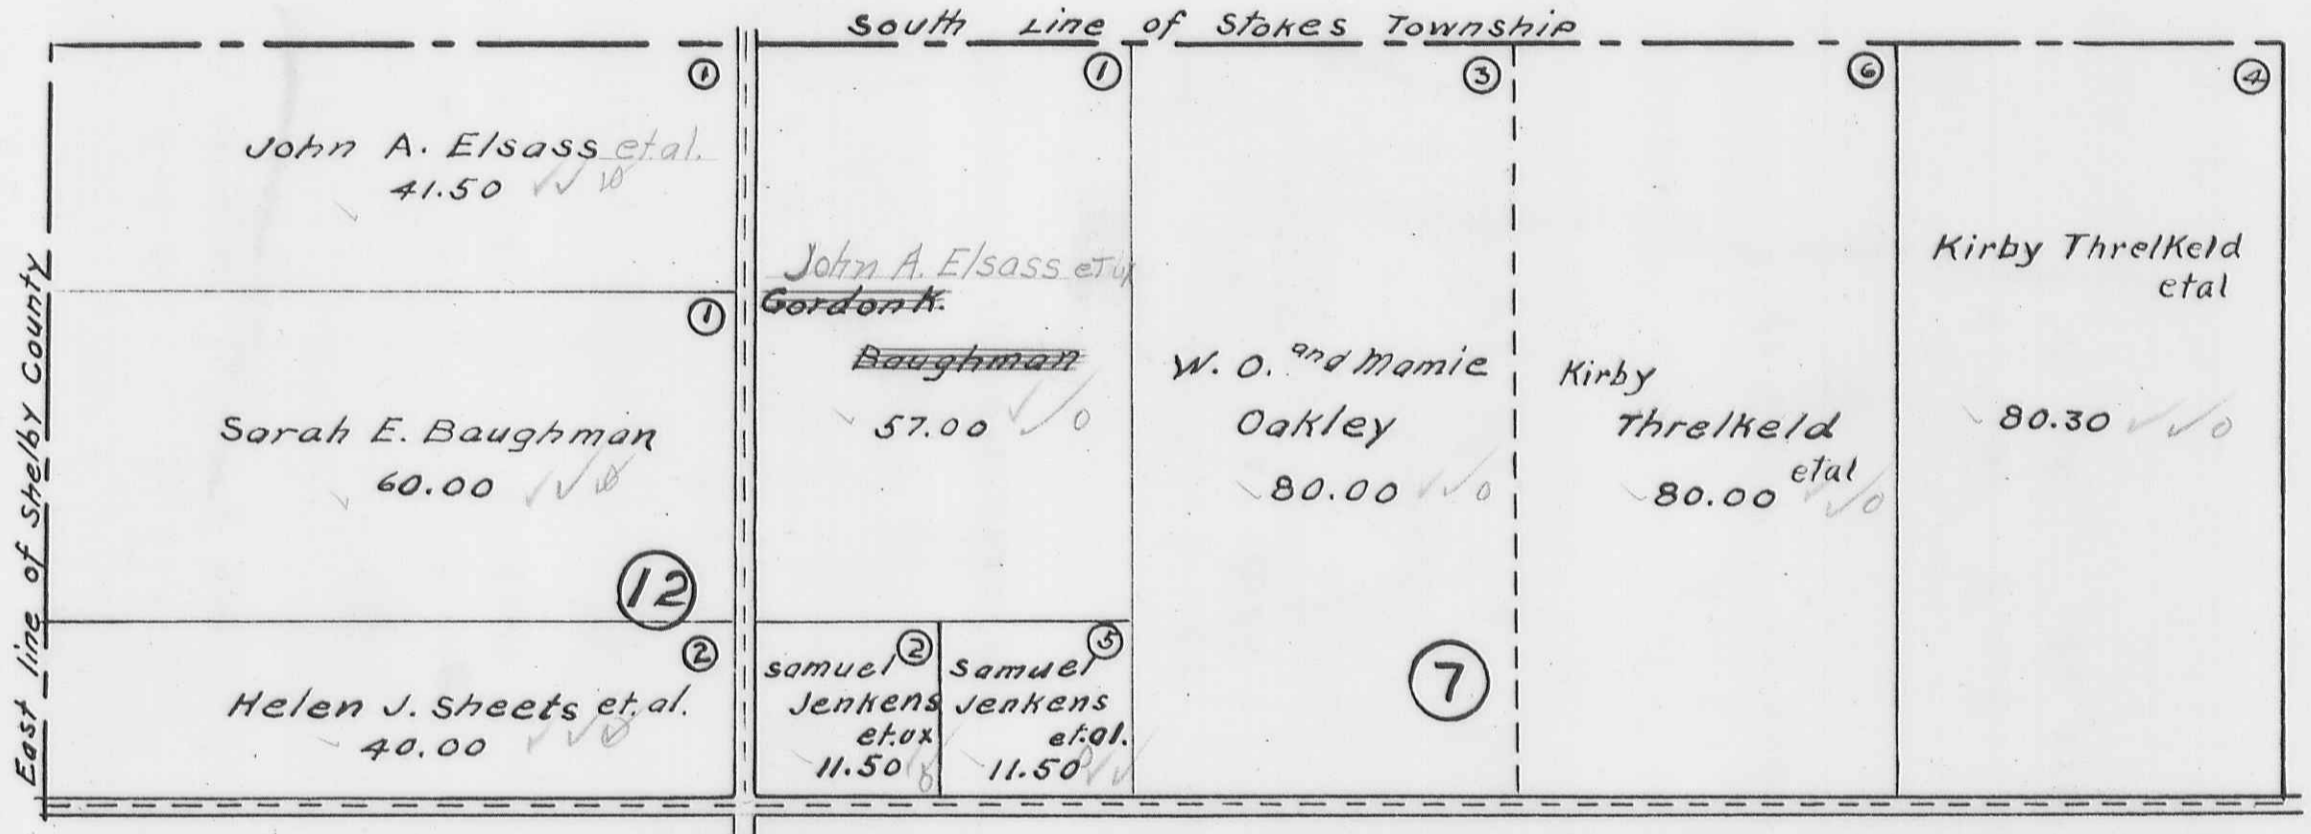 South Line of Stokes Township
East line of Shelby County
①
John A. Elsass et.al.
41.50
①
Sarah E. Baughman
60.00
12
②
Helen J. Sheets et.al.
40.00
①
John A. Elsass et ux
Gordon K.
Baughman
57.00
②
Samuel
Jenkens
et.ux
11.50
⑤
Samuel
Jenkens
et.al.
11.50
③
W. O. and Mamie
Oakley
80.00
7
⑥
Kirby
Threlkeld
etal
80.00
④
Kirby Threlkeld
etal
80.30